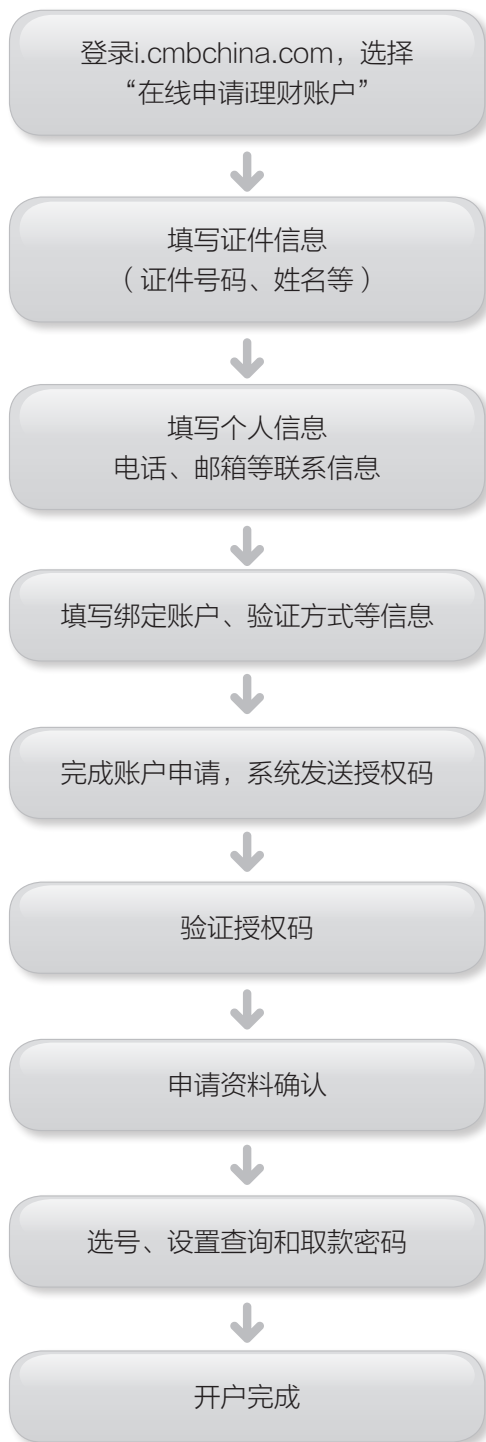 登录i.cmbchina.com，选择
“在线申请i理财账户”
填写证件信息
（证件号码、姓名等）
填写个人信息
电话、邮箱等联系信息
填写绑定账户、验证方式等信息
完成账户申请，系统发送授权码
验证授权码
申请资料确认
选号、设置查询和取款密码
开户完成